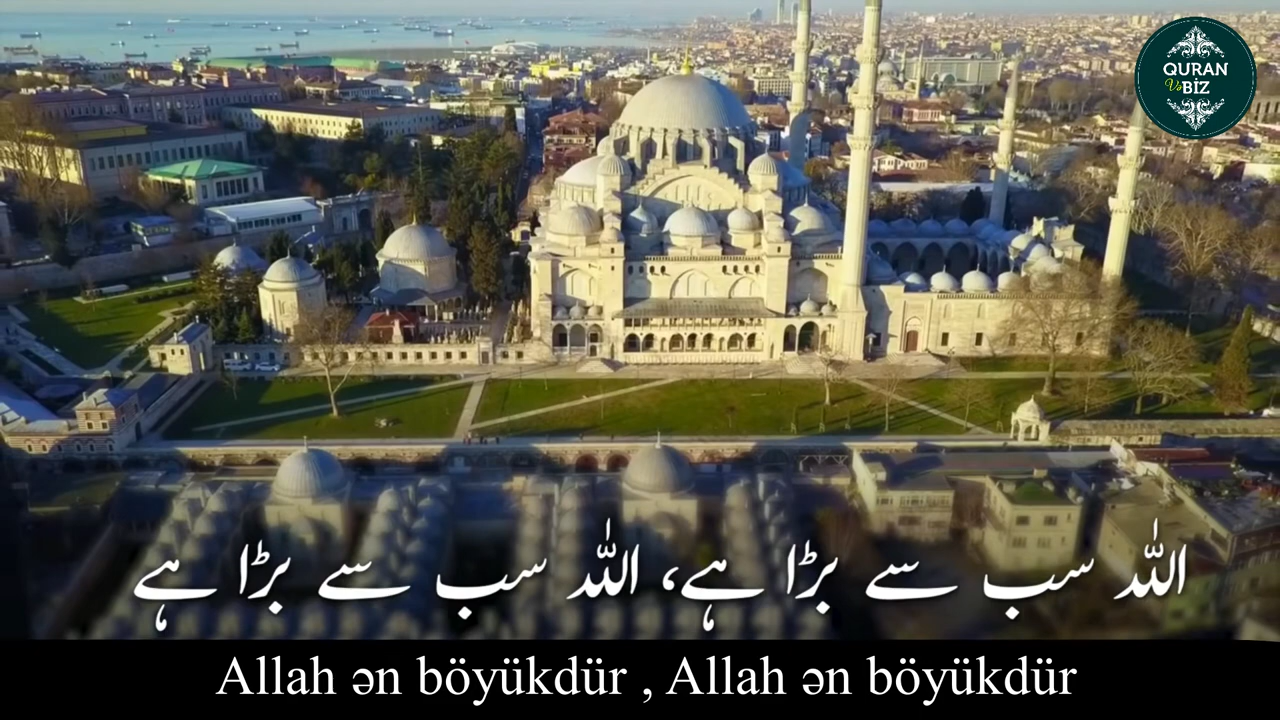 QURAN
Və
BİZ
اللہ سب سے بڑا ہے، اللہ سب سے بڑا ہے
Allah ən böyükdür , Allah ən böyükdür